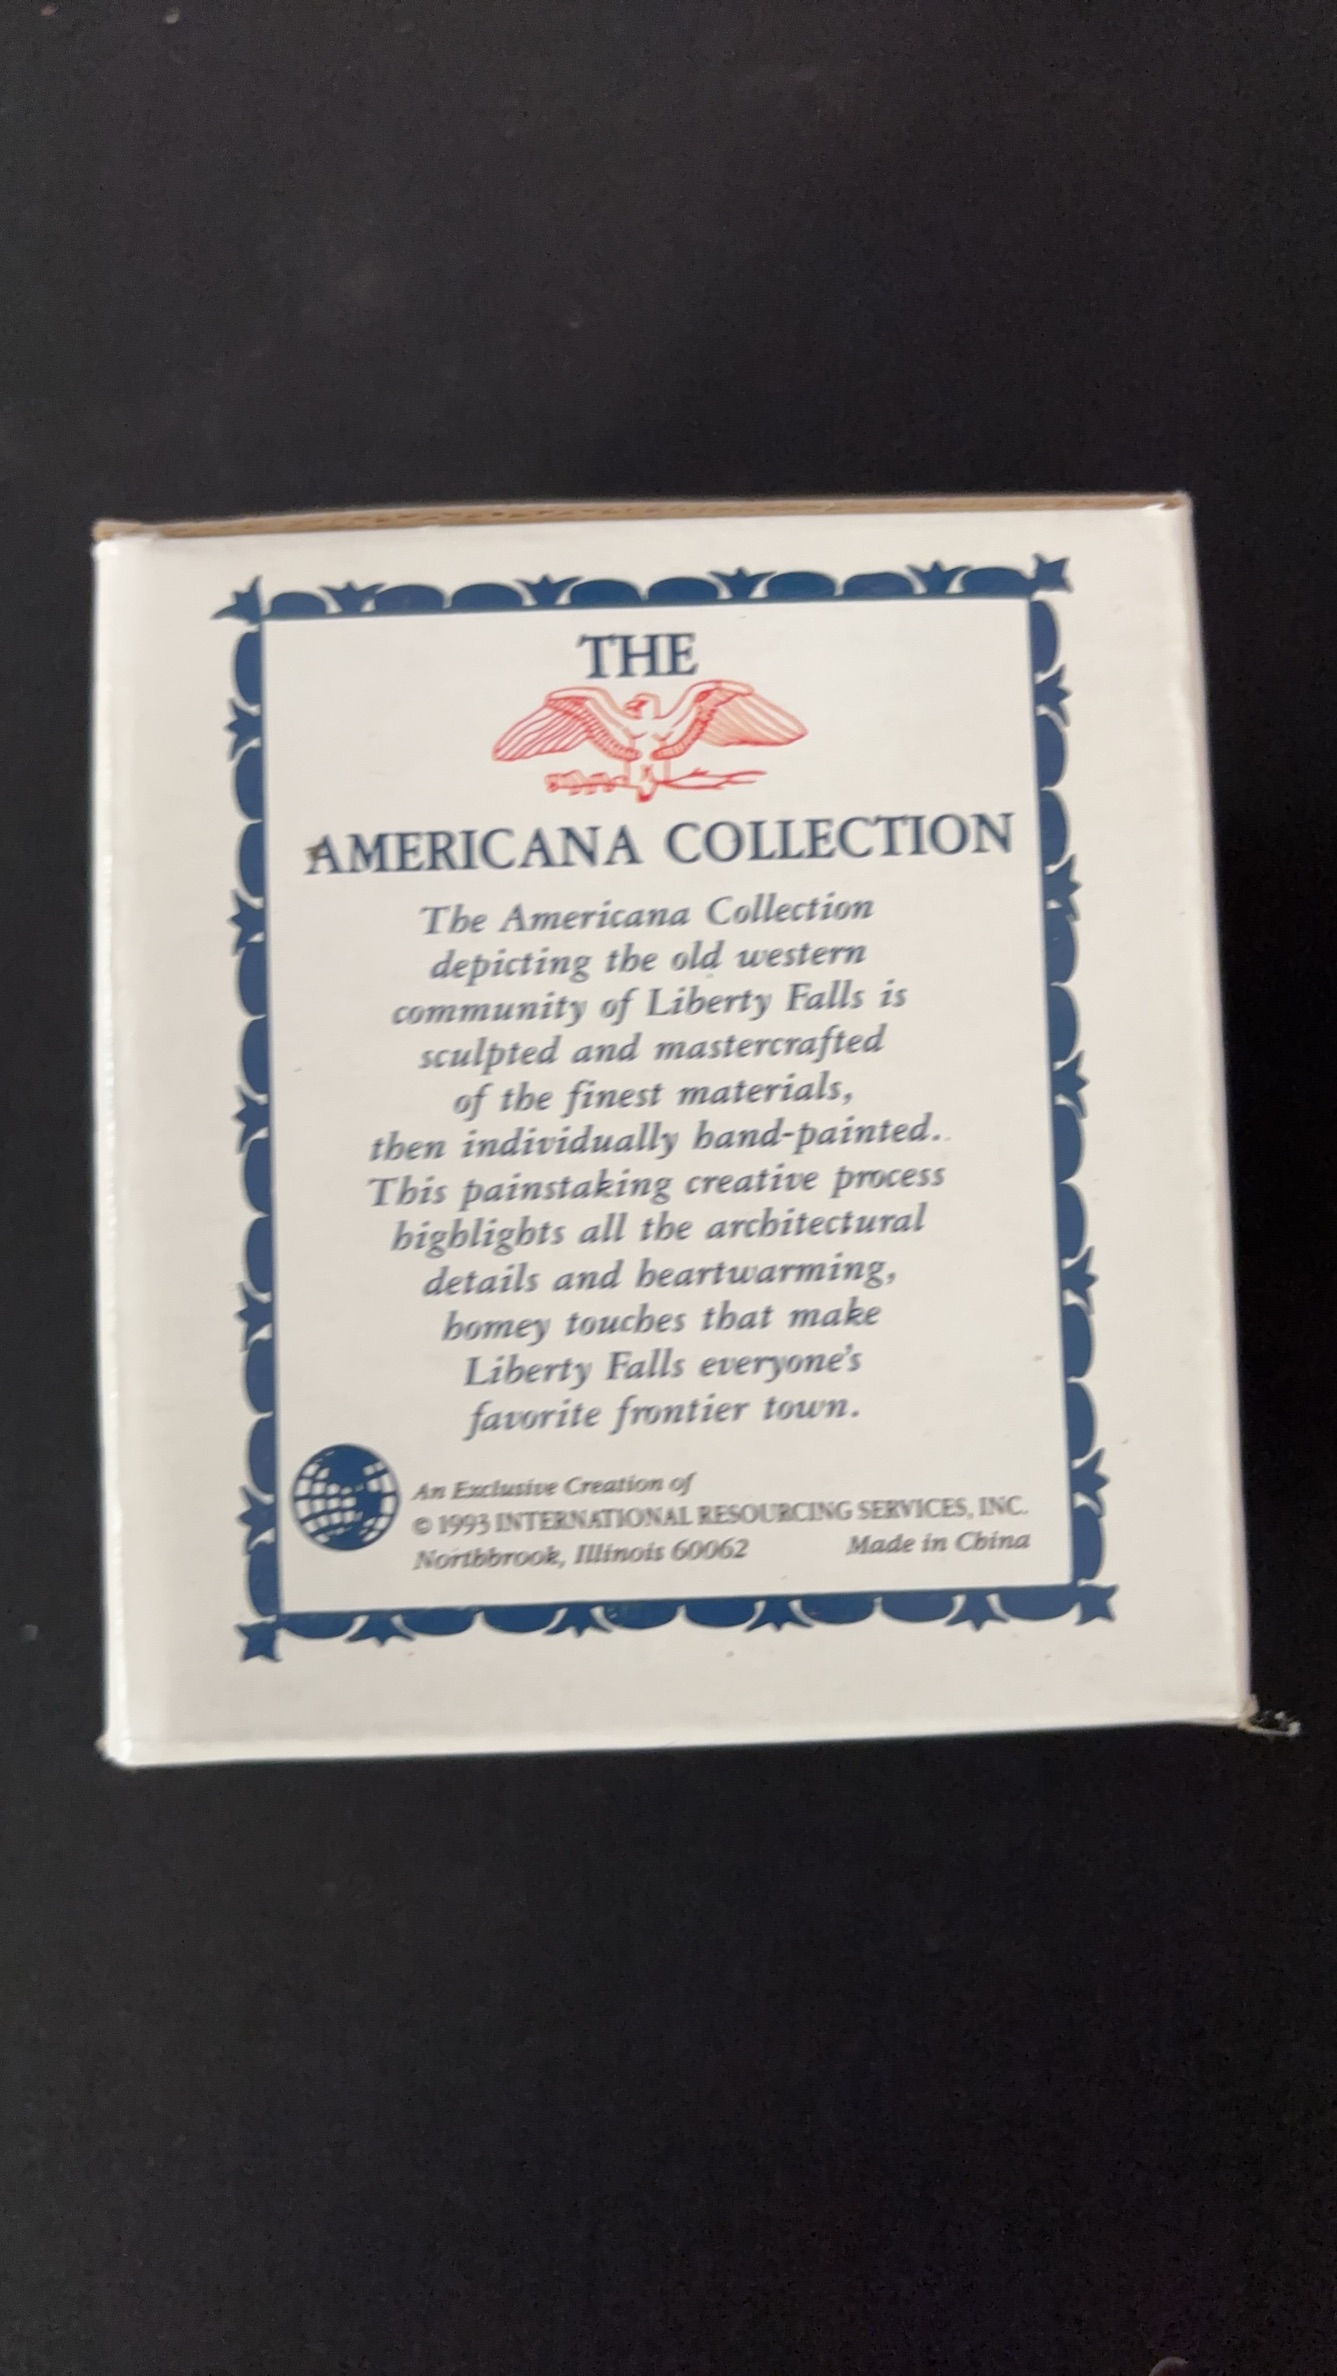 THE
AMERICANA COLLECTION
The Americana Collection
depicting the old western
community of Liberty Falls is
sculpted and mastercrafted
of the finest materials,
then individually hand-painted.
This painstaking creative process
highlights all the architectural
details and heartwarming,
homey touches that make
Liberty Falls everyone's
favorite frontier town.
An Exclusive Creation of
© 1993 INTERNATIONAL RESOURCING SERVICES, INC.
Northbrook, Illinois 60062 Made in China